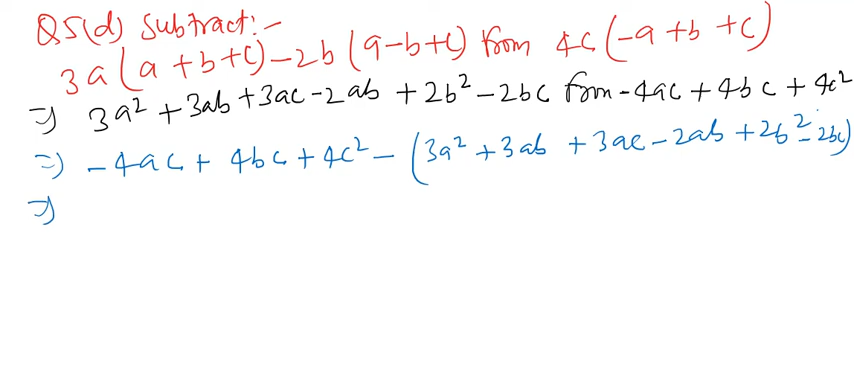 Q5(d) Subtract:-
3a(a+b+c)-2b(a-b+c) from 4c(-a+b+c)
⇒ 3a² + 3ab + 3ac - 2ab + 2b² - 2bc from -4ac + 4bc + 4c²
⇒ -4ac + 4bc + 4c² - (3a² + 3ab + 3ac - 2ab + 2b² - 2bc)
⇒